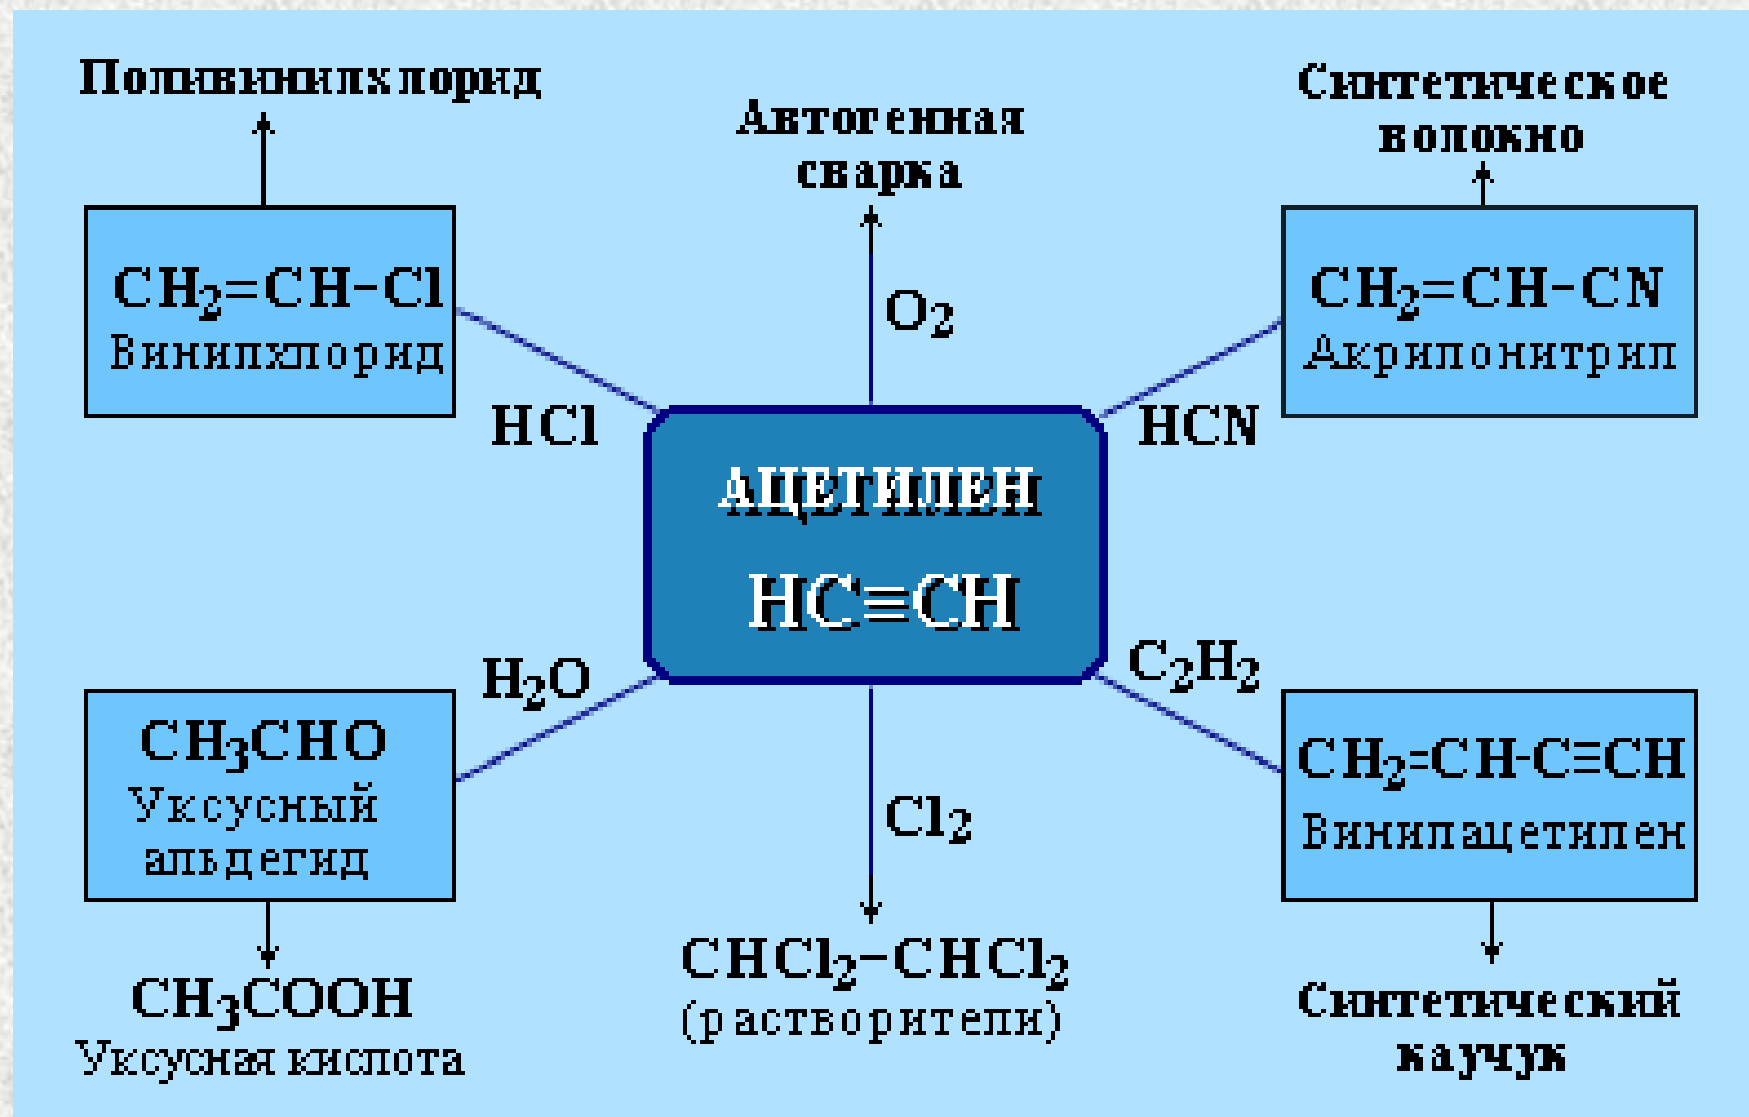 Поливинилхлорид
Автогенная
сварка
Синтетическое
волокно
CH₂=CH–Cl
Винилхлорид
O₂
CH₂=CH–CN
Акрилонитрил
HCl
HCN
АЦЕТИЛЕН
HC≡CH
H₂O
C₂H₂
CH₃CHO
Уксусный
альдегид
Cl₂
CH₂=CH-C≡CH
Винилацетилен
CH₃COOH
Уксусная кислота
CHCl₂–CHCl₂
(растворители)
Синтетический
каучук